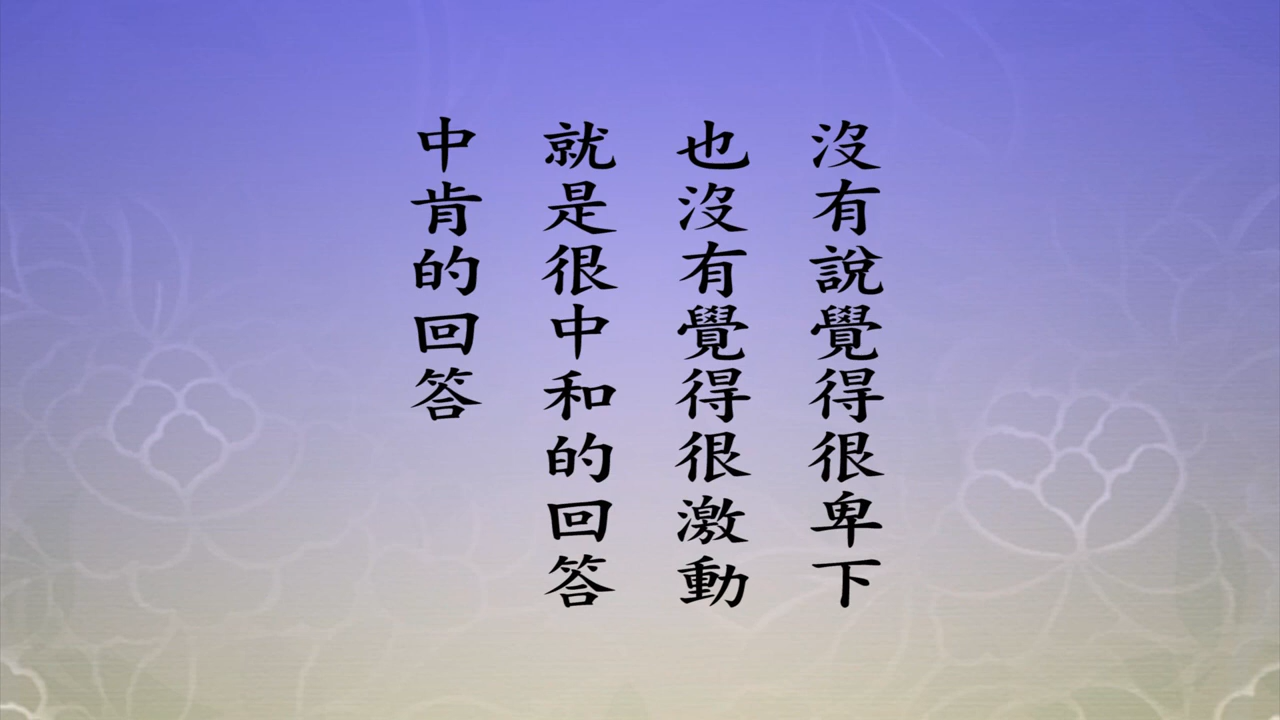 沒有說覺得很卑下
也沒有覺得很激動
就是很中和的回答
中肯的回答